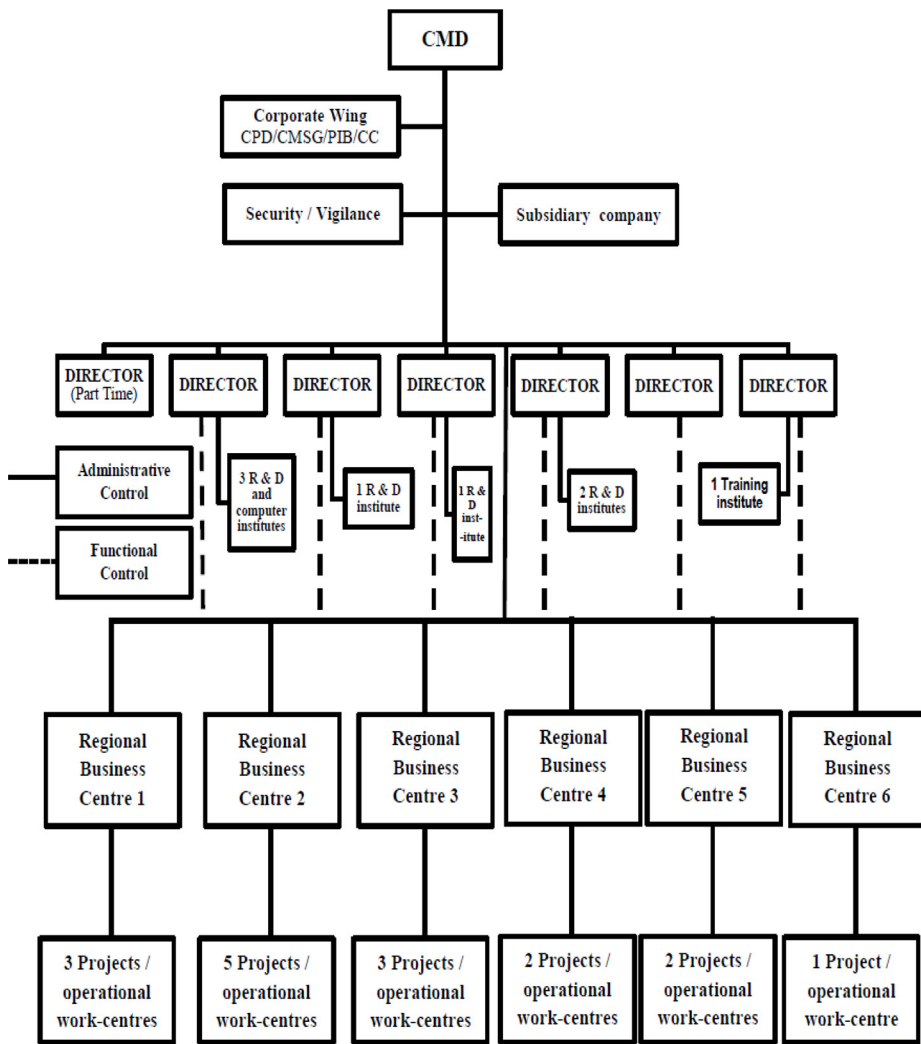 CMD
Corporate Wing
CPD/CMSG/PIB/CC
Security / Vigilance
Subsidiary company
DIRECTOR
(Part Time)
DIRECTOR
DIRECTOR
DIRECTOR
DIRECTOR
DIRECTOR
DIRECTOR
Administrative
Control
Functional
Control
3 R & D
and
computer
institutes
1 R & D
institute
1 R &
D
inst-
-itute
2 R & D
institutes
1 Training
institute
Regional
Business
Centre 1
Regional
Business
Centre 2
Regional
Business
Centre 3
Regional
Business
Centre 4
Regional
Business
Centre 5
Regional
Business
Centre 6
3 Projects /
operational
work-centres
5 Projects /
operational
work-centres
3 Projects /
operational
work-centres
2 Projects /
operational
work-centres
2 Projects /
operational
work-centres
1 Project /
operational
work-centre